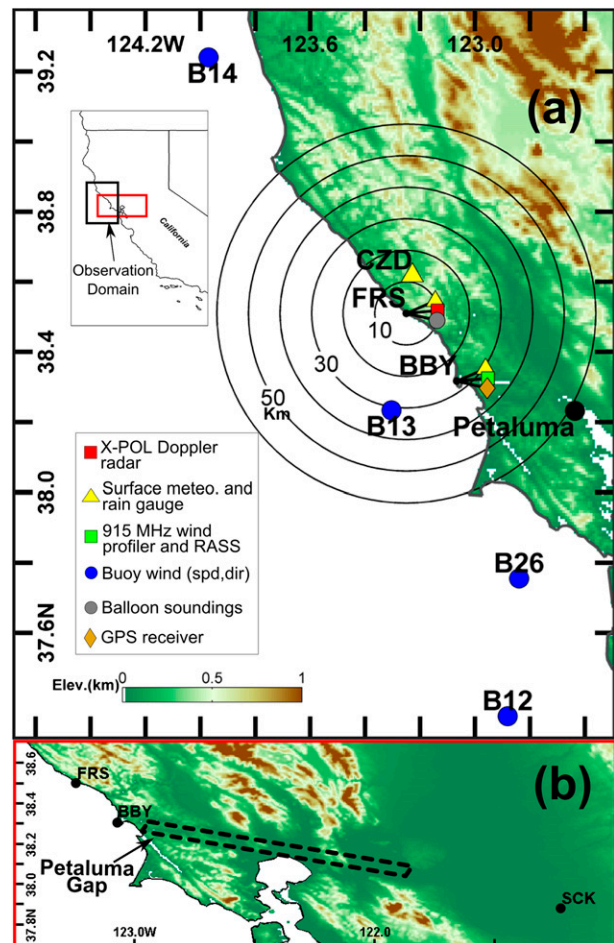 124.2W 123.6 123.0
39.2
38.8
38.4
38.0
37.6N
(a)
B14
California
Observation
Domain
CZD
FRS
10
BBY
30
50
Km
B13
Petaluma
B26
B12
X-POL Doppler
radar
Surface meteo. and
rain gauge
915 MHz wind
profiler and RASS
Buoy wind (spd,dir)
Balloon soundings
GPS receiver
Elev.(km)
0 0.5 1
(b)
38.6
38.4
38.2
38.0
37.8N
FRS
BBY
Petaluma
Gap
SCK
123.0W 122.0